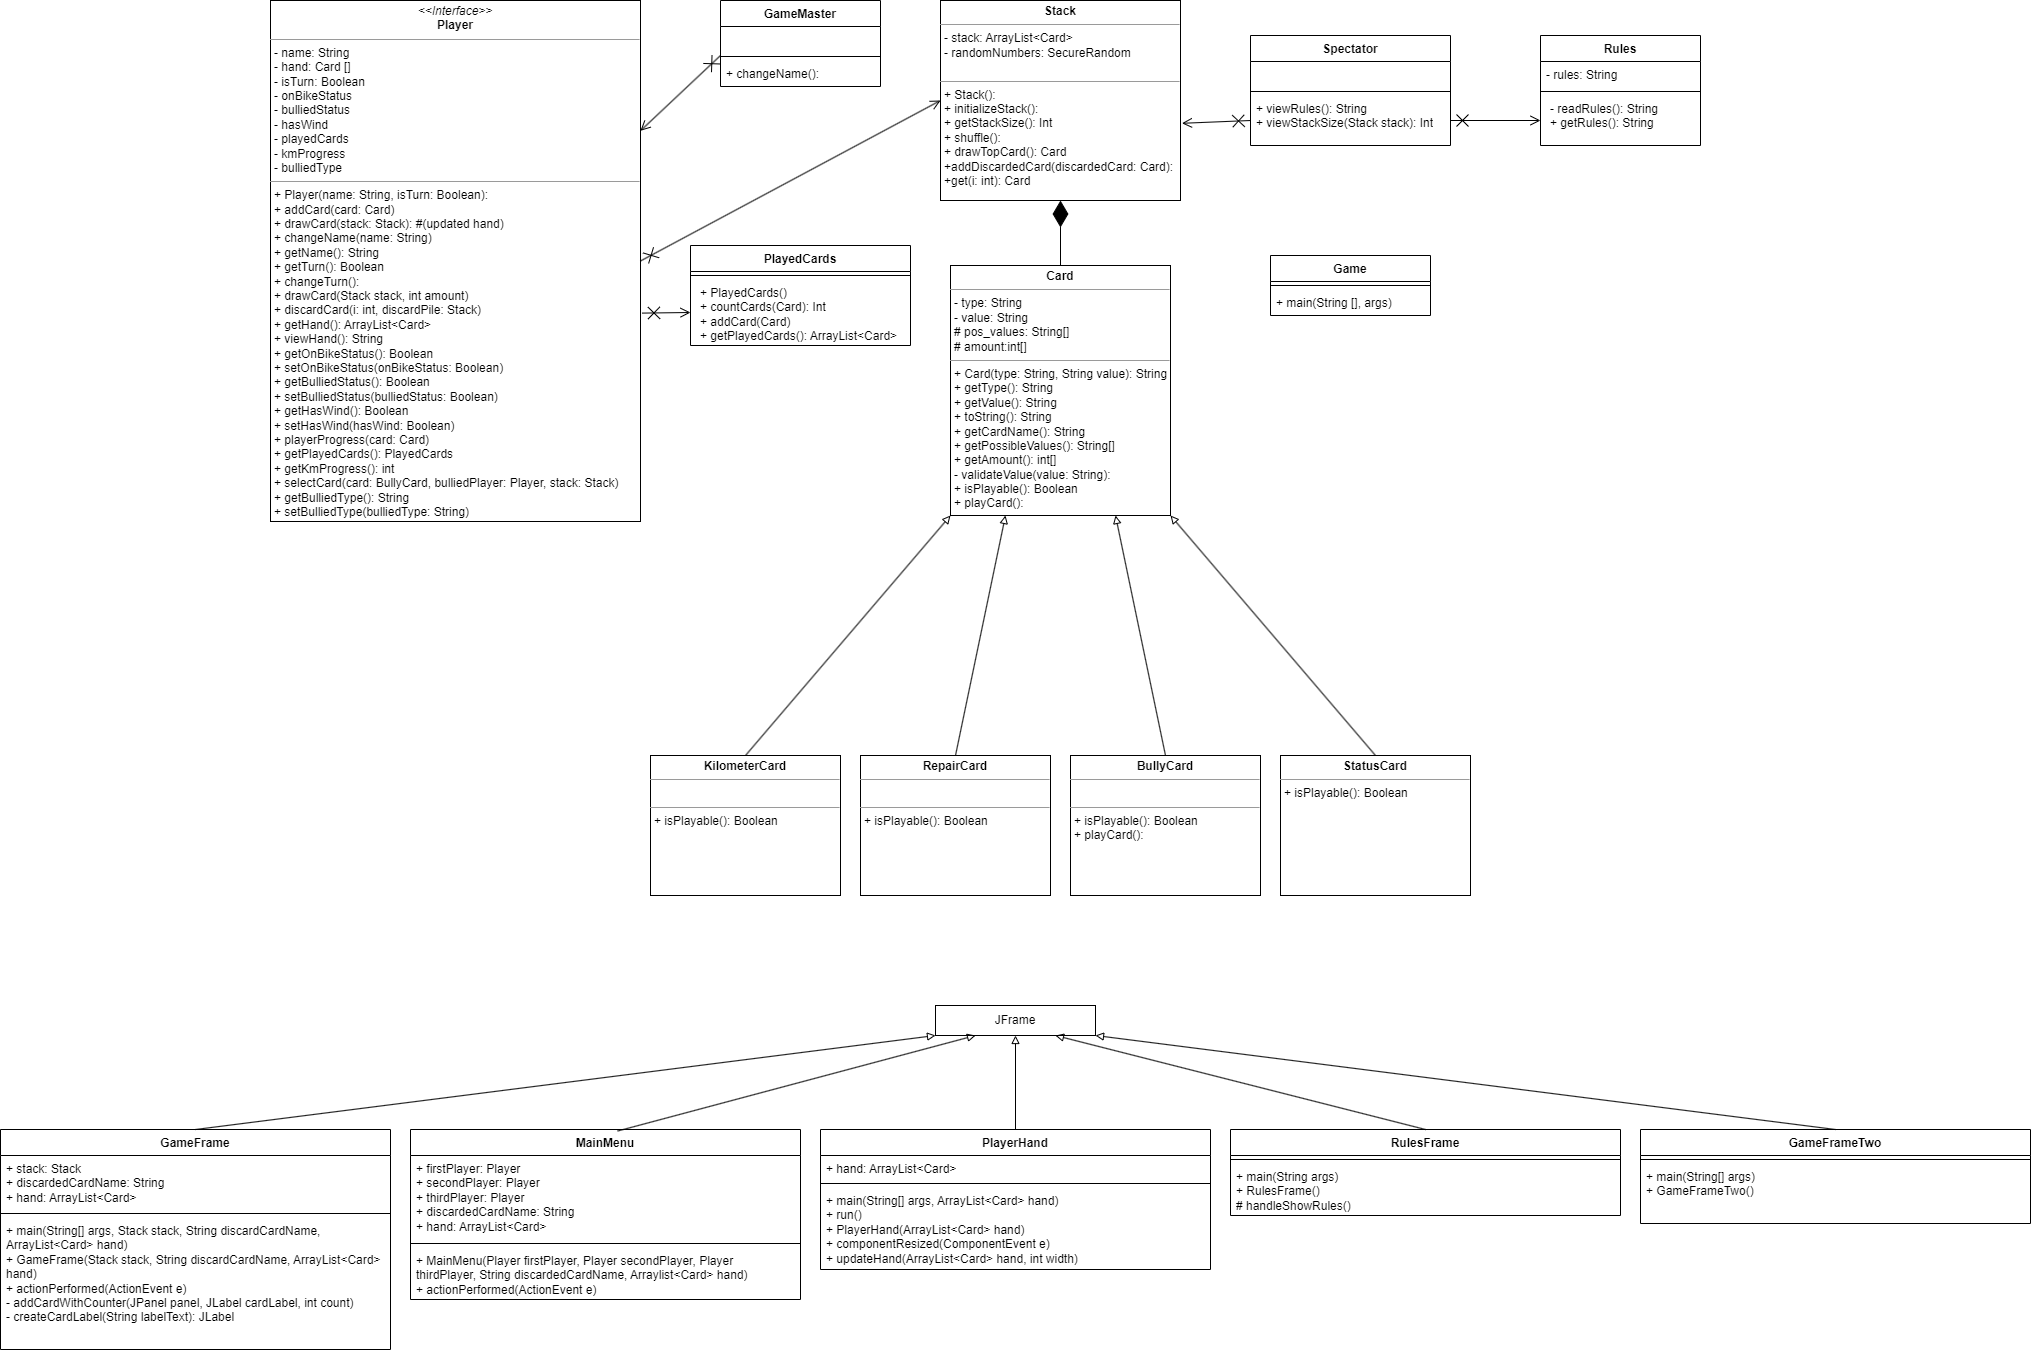 <<Interface>>
Player
- name: String
- hand: Card []
- isTurn: Boolean
- onBikeStatus
- bulliedStatus
- hasWind
- playedCards
- kmProgress
- bulliedType
+ Player(name: String, isTurn: Boolean):
+ addCard(card: Card)
+ drawCard(stack: Stack): #(updated hand)
+ changeName(name: String)
+ getName(): String
+ getTurn(): Boolean
+ changeTurn():
+ drawCard(Stack stack, int amount)
+ discardCard(i: int, discardPile: Stack)
+ getHand(): ArrayList<Card>
+ viewHand(): String
+ getOnBikeStatus(): Boolean
+ setOnBikeStatus(onBikeStatus: Boolean)
+ getBulliedStatus(): Boolean
+ setBulliedStatus(bulliedStatus: Boolean)
+ getHasWind(): Boolean
+ setHasWind(hasWind: Boolean)
+ playerProgress(card: Card)
+ getPlayedCards(): PlayedCards
+ getKmProgress(): int
+ selectCard(card: BullyCard, bulliedPlayer: Player, stack: Stack)
+ getBulliedType(): String
+ setBulliedType(bulliedType: String)
GameMaster
+ changeName():
Stack
- stack: ArrayList<Card>
- randomNumbers: SecureRandom
+ Stack():
+ initializeStack():
+ getStackSize(): Int
+ shuffle():
+ drawTopCard(): Card
+addDiscardedCard(discardedCard: Card):
+get(i: int): Card
Spectator
+ viewRules(): String
+ viewStackSize(Stack stack): Int
Rules
- rules: String
- readRules(): String
+ getRules(): String
PlayedCards
+ PlayedCards()
+ countCards(Card): Int
+ addCard(Card)
+ getPlayedCards(): ArrayList<Card>
Card
- type: String
- value: String
# pos_values: String[]
# amount:int[]
+ Card(type: String, String value): String
+ getType(): String
+ getValue(): String
+ toString(): String
+ getCardName(): String
+ getPossibleValues(): String[]
+ getAmount(): int[]
- validateValue(value: String):
+ isPlayable(): Boolean
+ playCard():
Game
+ main(String [], args)
KilometerCard
+ isPlayable(): Boolean
RepairCard
+ isPlayable(): Boolean
BullyCard
+ isPlayable(): Boolean
+ playCard():
StatusCard
+ isPlayable(): Boolean
JFrame
GameFrame
+ stack: Stack
+ discardedCardName: String
+ hand: ArrayList<Card>
+ main(String[] args, Stack stack, String discardCardName,
ArrayList<Card> hand)
+ GameFrame(Stack stack, String discardCardName, ArrayList<Card>
hand)
+ actionPerformed(ActionEvent e)
- addCardWithCounter(JPanel panel, JLabel cardLabel, int count)
- createCardLabel(String labelText): JLabel
MainMenu
+ firstPlayer: Player
+ secondPlayer: Player
+ thirdPlayer: Player
+ discardedCardName: String
+ hand: ArrayList<Card>
+ MainMenu(Player firstPlayer, Player secondPlayer, Player
thirdPlayer, String discardedCardName, Arraylist<Card> hand)
+ actionPerformed(ActionEvent e)
PlayerHand
+ hand: ArrayList<Card>
+ main(String[] args, ArrayList<Card> hand)
+ run()
+ PlayerHand(ArrayList<Card> hand)
+ componentResized(ComponentEvent e)
+ updateHand(ArrayList<Card> hand, int width)
RulesFrame
+ main(String args)
+ RulesFrame()
# handleShowRules()
GameFrameTwo
+ main(String[] args)
+ GameFrameTwo()